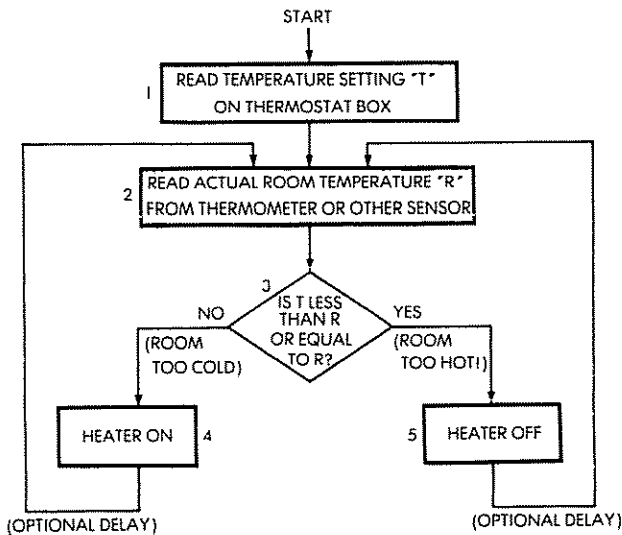 START
1
READ TEMPERATURE SETTING "T"
ON THERMOSTAT BOX
2
READ ACTUAL ROOM TEMPERATURE "R"
FROM THERMOMETER OR OTHER SENSOR
3
IS T LESS
THAN R
OR EQUAL
TO R?
NO
(ROOM
TOO COLD)
YES
(ROOM
TOO HOT!)
HEATER ON
4
5
HEATER OFF
(OPTIONAL DELAY)
(OPTIONAL DELAY)